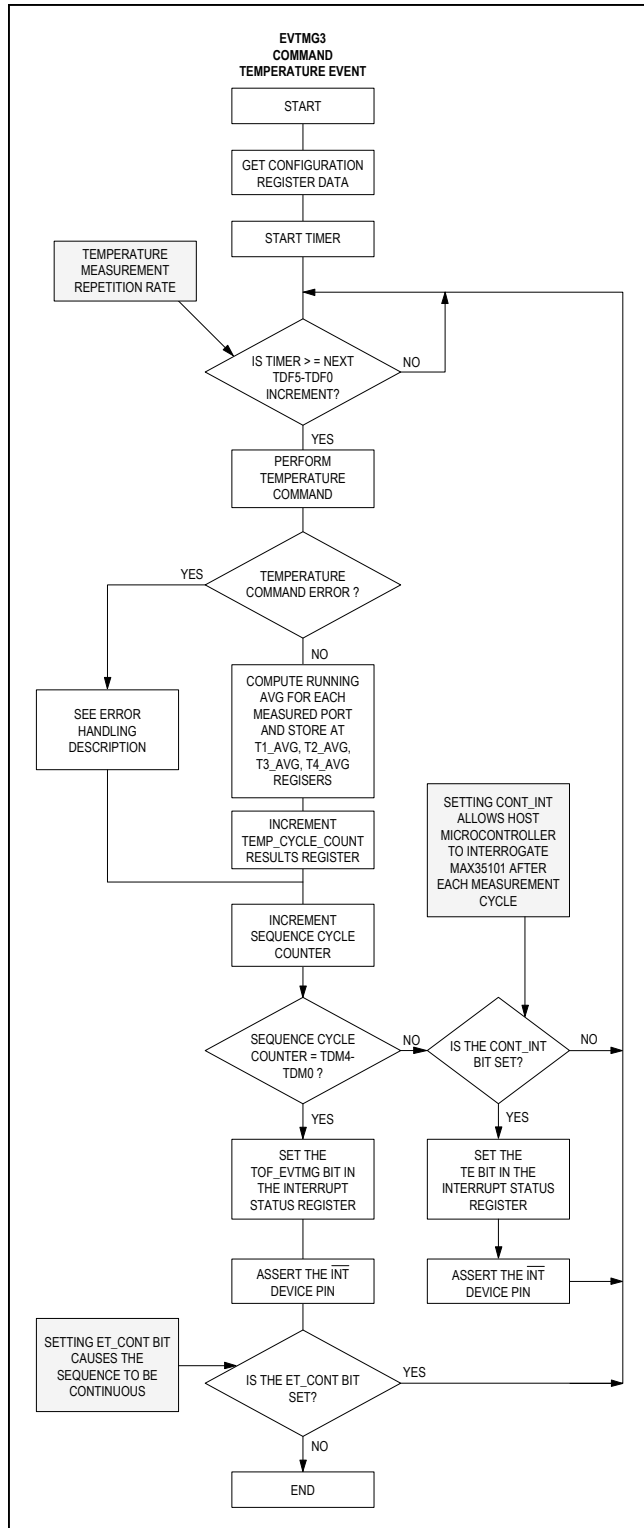 EVTMG3
COMMAND
TEMPERATURE EVENT
START
GET CONFIGURATION
REGISTER DATA
START TIMER
TEMPERATURE
MEASUREMENT
REPETITION RATE
IS TIMER > = NEXT
TDF5-TDF0
INCREMENT?
NO
YES
PERFORM
TEMPERATURE
COMMAND
TEMPERATURE
COMMAND ERROR ?
YES
NO
SEE ERROR
HANDLING
DESCRIPTION
COMPUTE RUNNING
AVG FOR EACH
MEASURED PORT
AND STORE AT
T1_AVG, T2_AVG,
T3_AVG, T4_AVG
REGISERS
INCREMENT
TEMP_CYCLE_COUNT
RESULTS REGISTER
SETTING CONT_INT
ALLOWS HOST
MICROCONTROLLER
TO INTERROGATE
MAX35101 AFTER
EACH MEASUREMENT
CYCLE
INCREMENT
SEQUENCE CYCLE
COUNTER
SEQUENCE CYCLE
COUNTER = TDM4-
TDM0 ?
NO
IS THE CONT_INT
BIT SET?
NO
YES
YES
SET THE
TOF_EVTMG BIT IN
THE INTERRUPT
STATUS REGISTER
SET THE
TE BIT IN THE
INTERRUPT STATUS
REGISTER
ASSERT THE INT
DEVICE PIN
ASSERT THE INT
DEVICE PIN
SETTING ET_CONT BIT
CAUSES THE
SEQUENCE TO BE
CONTINUOUS
IS THE ET_CONT BIT
SET?
YES
NO
END